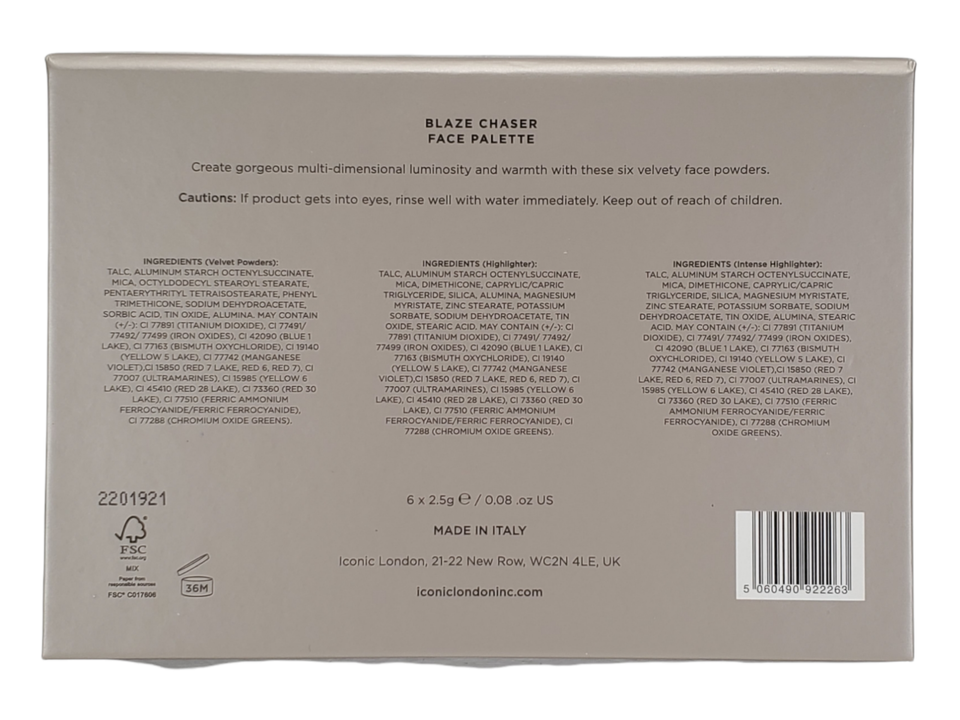 BLAZE CHASER
FACE PALETTE
Create gorgeous multi-dimensional luminosity and warmth with these six velvety face powders.
Cautions: If product gets into eyes, rinse well with water immediately. Keep out of reach of children.
INGREDIENTS (Velvet Powders):
TALC, ALUMINUM STARCH OCTENYLSUCCINATE,
MICA, OCTYLDODECYL STEAROYL STEARATE,
PENTAERYTHRITYL TETRAISOSTEARATE, PHENYL
TRIMETHICONE, SODIUM DEHYDROACETATE,
SORBIC ACID, TIN OXIDE, ALUMINA. MAY CONTAIN
(+/-): CI 77891 (TITANIUM DIOXIDE), CI 77491/
77492/ 77499 (IRON OXIDES), CI 42090 (BLUE 1
LAKE), CI 77163 (BISMUTH OXYCHLORIDE), CI 19140
(YELLOW 5 LAKE), CI 77742 (MANGANESE
VIOLET),CI 15850 (RED 7 LAKE, RED 6, RED 7), CI
77007 (ULTRAMARINES), CI 15985 (YELLOW 6
LAKE), CI 45410 (RED 28 LAKE), CI 73360 (RED 30
LAKE), CI 77510 (FERRIC AMMONIUM
FERROCYANIDE/FERRIC FERROCYANIDE),
CI 77288 (CHROMIUM OXIDE GREENS).
INGREDIENTS (Highlighter):
TALC, ALUMINUM STARCH OCTENYLSUCCINATE,
MICA, DIMETHICONE, CAPRYLIC/CAPRIC
TRIGLYCERIDE, SILICA, ALUMINA, MAGNESIUM
MYRISTATE, ZINC STEARATE, POTASSIUM
SORBATE, SODIUM DEHYDROACETATE, TIN
OXIDE, STEARIC ACID. MAY CONTAIN (+/-): CI
77891 (TITANIUM DIOXIDE), CI 77491/ 77492/
77499 (IRON OXIDES), CI 42090 (BLUE 1 LAKE), CI
77163 (BISMUTH OXYCHLORIDE), CI 19140
(YELLOW 5 LAKE), CI 77742 (MANGANESE
VIOLET),CI 15850 (RED 7 LAKE, RED 6, RED 7), CI
77007 (ULTRAMARINES), CI 15985 (YELLOW 6
LAKE), CI 45410 (RED 28 LAKE), CI 73360 (RED 30
LAKE), CI 77510 (FERRIC AMMONIUM
FERROCYANIDE/FERRIC FERROCYANIDE), CI
77288 (CHROMIUM OXIDE GREENS).
INGREDIENTS (Intense Highlighter):
TALC, ALUMINUM STARCH OCTENYLSUCCINATE,
MICA, DIMETHICONE, CAPRYLIC/CAPRIC
TRIGLYCERIDE, SILICA, MAGNESIUM MYRISTATE,
ZINC STEARATE, POTASSIUM SORBATE, SODIUM
DEHYDROACETATE, TIN OXIDE, ALUMINA, STEARIC
ACID. MAY CONTAIN (+/-): CI 77891 (TITANIUM
DIOXIDE), CI 77491/ 77492/ 77499 (IRON OXIDES),
CI 42090 (BLUE 1 LAKE), CI 77163 (BISMUTH
OXYCHLORIDE), CI 19140 (YELLOW 5 LAKE), CI
77742 (MANGANESE VIOLET),CI 15850 (RED 7
LAKE, RED 6, RED 7), CI 77007 (ULTRAMARINES), CI
15985 (YELLOW 6 LAKE), CI 45410 (RED 28 LAKE),
CI 73360 (RED 30 LAKE), CI 77510 (FERRIC
AMMONIUM FERROCYANIDE/FERRIC
FERROCYANIDE), CI 77288 (CHROMIUM
OXIDE GREENS).
2201921
FSC
www.fsc.org
MIX
Paper from
responsible sources
FSC® C017606
36M
6 x 2.5g ℮ / 0.08 .oz US
MADE IN ITALY
Iconic London, 21-22 New Row, WC2N 4LE, UK
iconiclondoninc.com
5 060490 922263